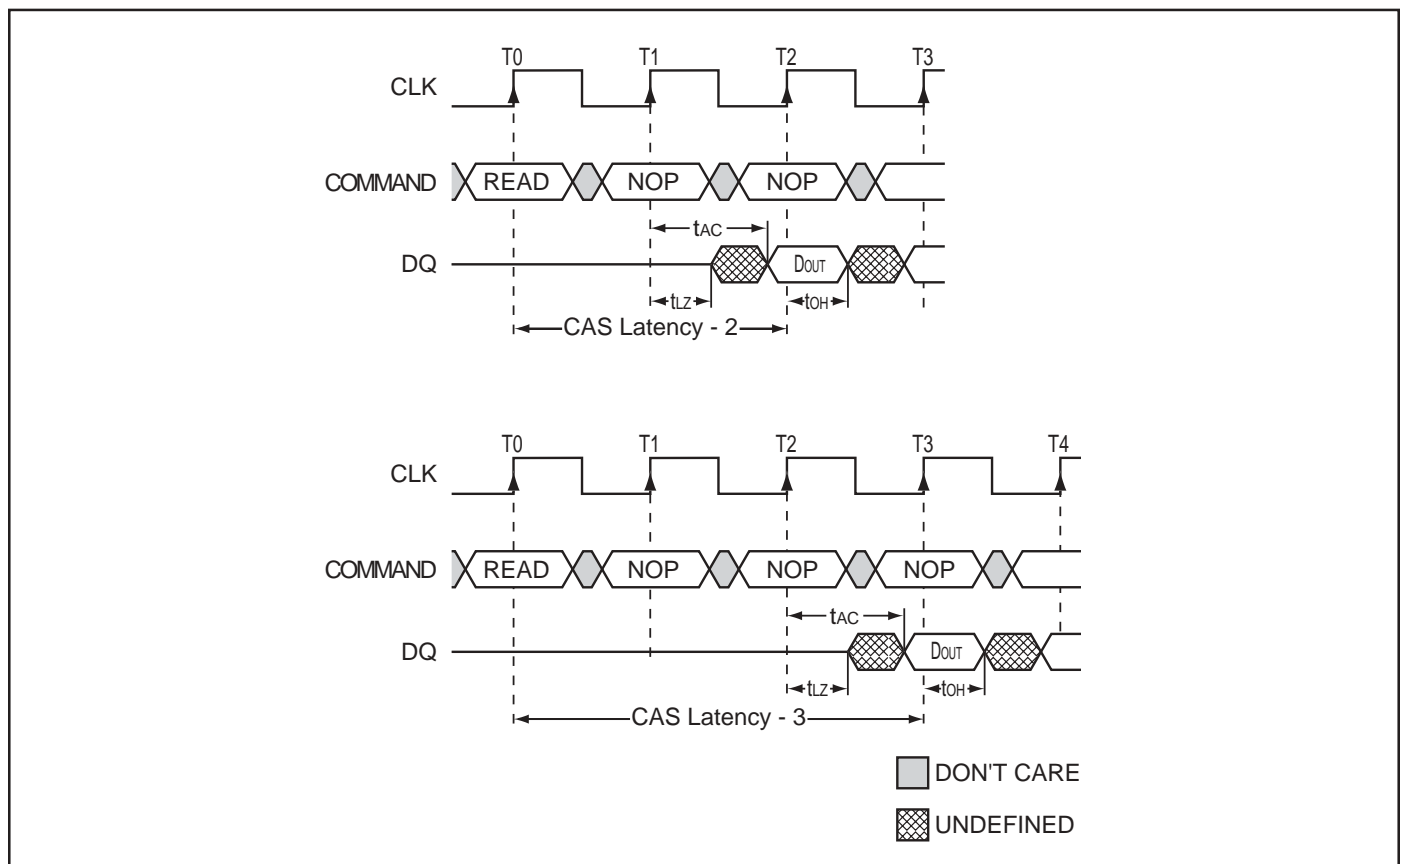 T0 T1 T2 T3
CLK
COMMAND READ NOP NOP
tAC
DQ DOUT
tLZ tOH
CAS Latency - 2
T0 T1 T2 T3 T4
CLK
COMMAND READ NOP NOP NOP
tAC
DQ DOUT
tLZ tOH
CAS Latency - 3
DON'T CARE
UNDEFINED